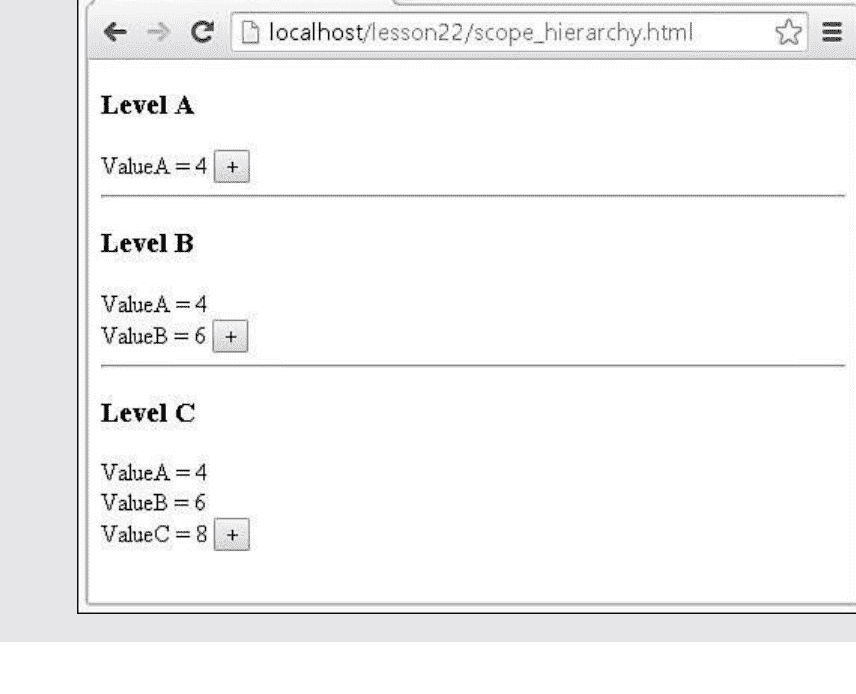 localhost/lesson22/scope_hierarchy.html
Level A
ValueA = 4 +
Level B
ValueA = 4
ValueB = 6 +
Level C
ValueA = 4
ValueB = 6
ValueC = 8 +